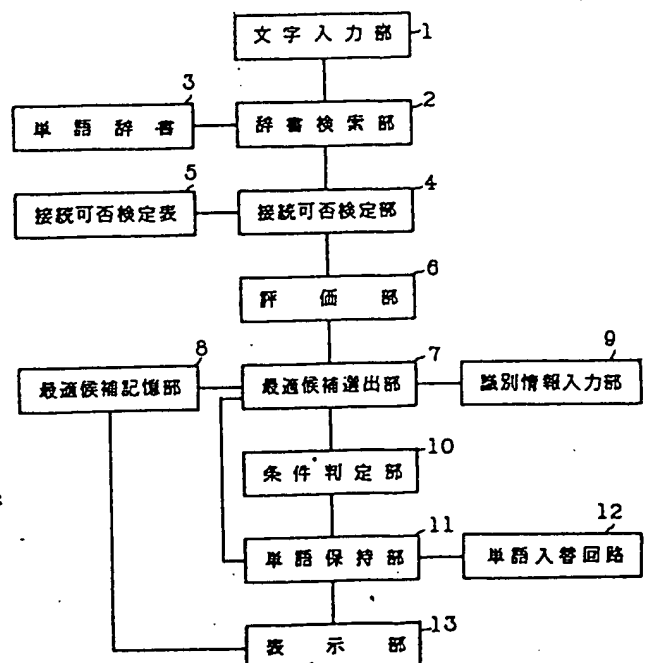 文字入力部 1
3
2
単語辞書 辞書検索部
5
4
接続可否検定表 接続可否検定部
6
評価部
8
7
9
最適候補記憶部 最適候補選出部 識別情報入力部
10
条件判定部
11
12
単語保持部 単語入替回路
13
表示部